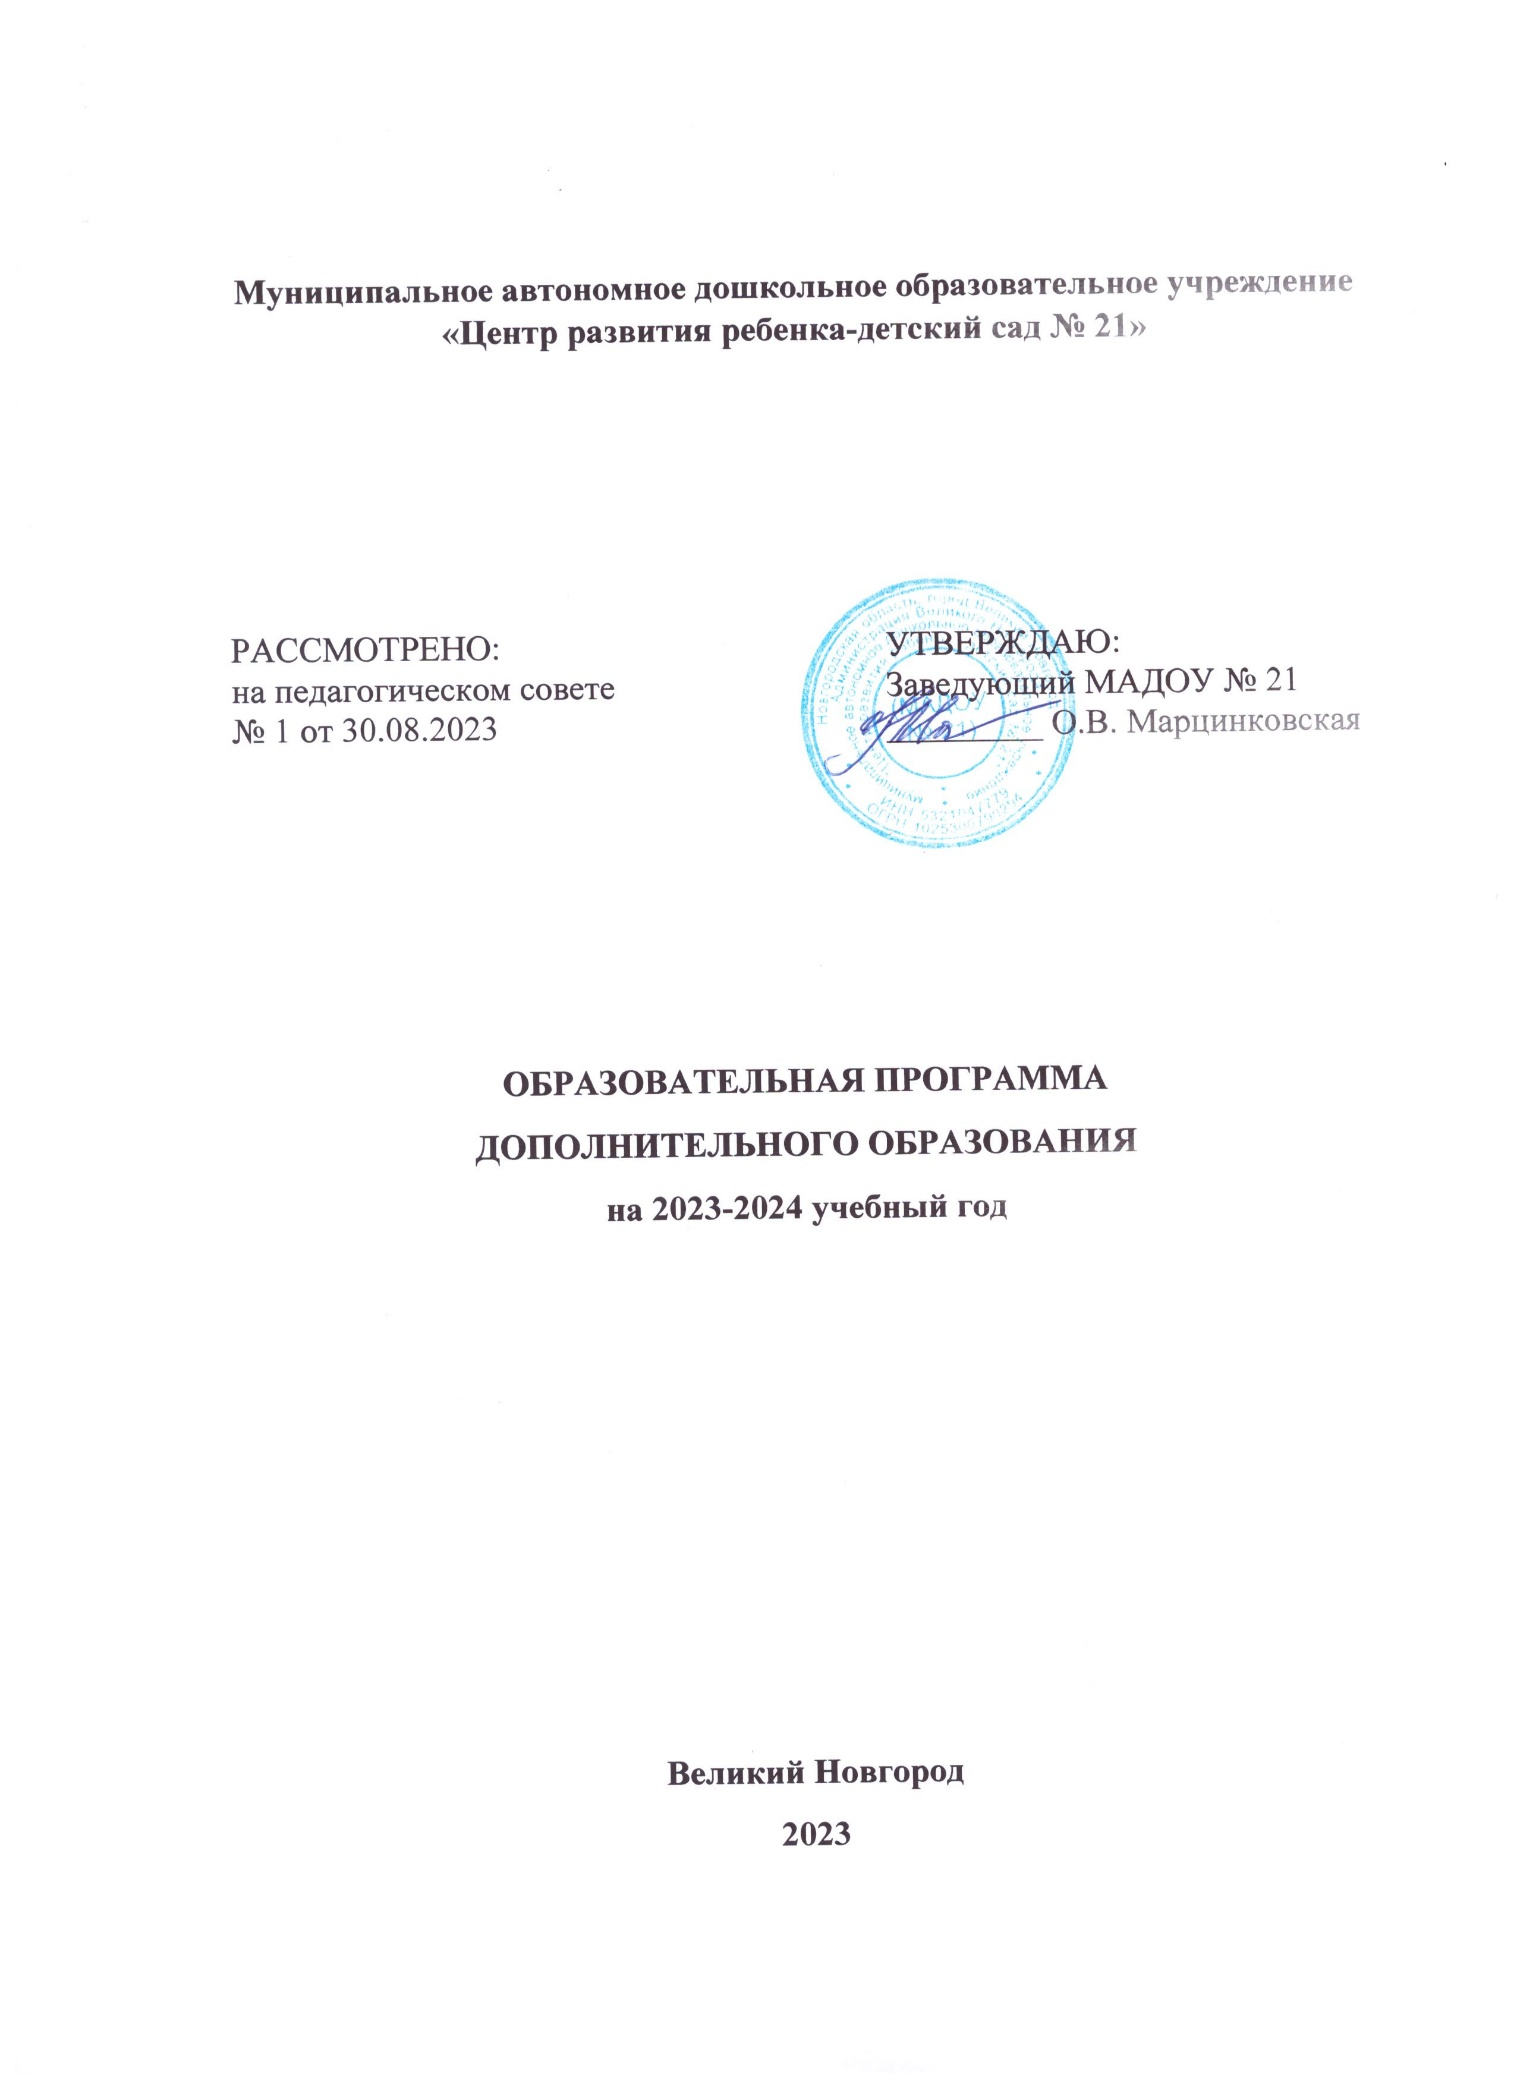 Муниципальное автономное дошкольное образовательное учреждение
«Центр развития ребенка-детский сад № 21»
РАССМОТРЕНО:
на педагогическом совете
№ 1 от 30.08.2023
УТВЕРЖДАЮ:
Заведующий МАДОУ № 21
О.В. Марцинковская
ОБРАЗОВАТЕЛЬНАЯ ПРОГРАММА
ДОПОЛНИТЕЛЬНОГО ОБРАЗОВАНИЯ
на 2023-2024 учебный год
Великий Новгород
2023